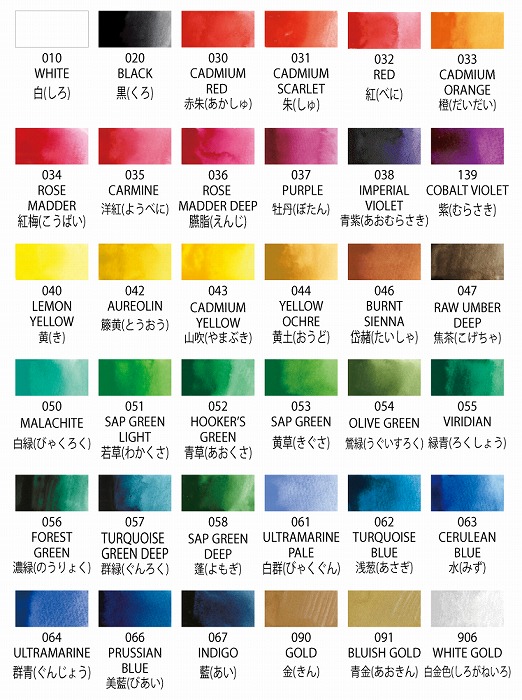 010
WHITE
白(しろ)
020
BLACK
黒(くろ)
030
CADMIUM
RED
赤朱(あかしゅ)
031
CADMIUM
SCARLET
朱(しゅ)
032
RED
紅(べに)
033
CADMIUM
ORANGE
橙(だいだい)
034
ROSE
MADDER
紅梅(こうばい)
035
CARMINE
洋紅(ようべに)
036
ROSE
MADDER DEEP
臙脂(えんじ)
037
PURPLE
牡丹(ぼたん)
038
IMPERIAL
VIOLET
青紫(あおむらさき)
139
COBALT VIOLET
紫(むらさき)
040
LEMON
YELLOW
黄(き)
042
AUREOLIN
籐黄(とうおう)
043
CADMIUM
YELLOW
山吹(やまぶき)
044
YELLOW
OCHRE
黄土(おうど)
046
BURNT
SIENNA
岱赭(たいしゃ)
047
RAW UMBER
DEEP
焦茶(こげちゃ)
050
MALACHITE
白緑(びゃくろく)
051
SAP GREEN
LIGHT
若草(わかくさ)
052
HOOKER'S
GREEN
青草(あおくさ)
053
SAP GREEN
黄草(きぐさ)
054
OLIVE GREEN
鶯緑(うぐいすろく)
055
VIRIDIAN
緑青(ろくしょう)
056
FOREST
GREEN
濃緑(のうりょく)
057
TURQUOISE
GREEN DEEP
群緑(ぐんろく)
058
SAP GREEN
DEEP
蓬(よもぎ)
061
ULTRAMARINE
PALE
白群(びゃくぐん)
062
TURQUOISE
BLUE
浅葱(あさぎ)
063
CERULEAN
BLUE
水(みず)
064
ULTRAMARINE
群青(ぐんじょう)
066
PRUSSIAN
BLUE
美藍(びあい)
067
INDIGO
藍(あい)
090
GOLD
金(きん)
091
BLUISH GOLD
青金(あおきん)
906
WHITE GOLD
白金色(しろがねいろ)